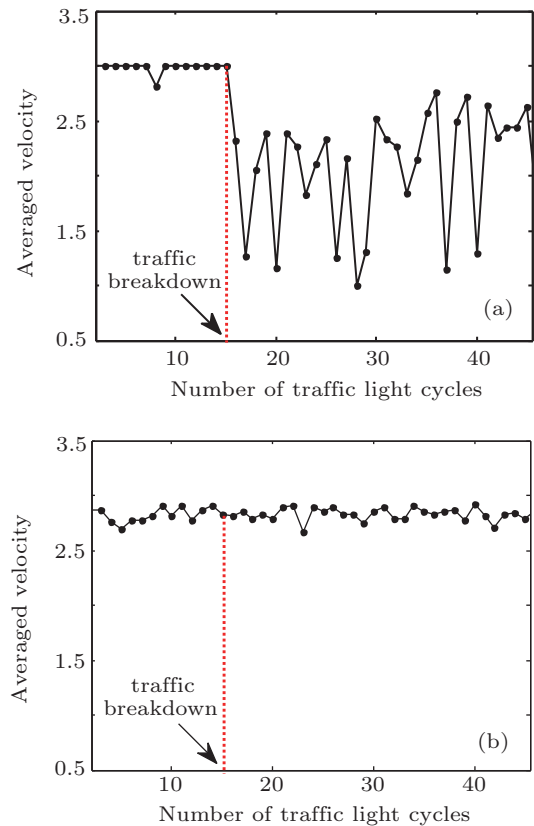 3.5
2.5
1.5
0.5
Averaged velocity
traffic
breakdown
(a)
10 20 30 40
Number of traffic light cycles
3.5
2.5
1.5
0.5
Averaged velocity
traffic
breakdown
(b)
10 20 30 40
Number of traffic light cycles